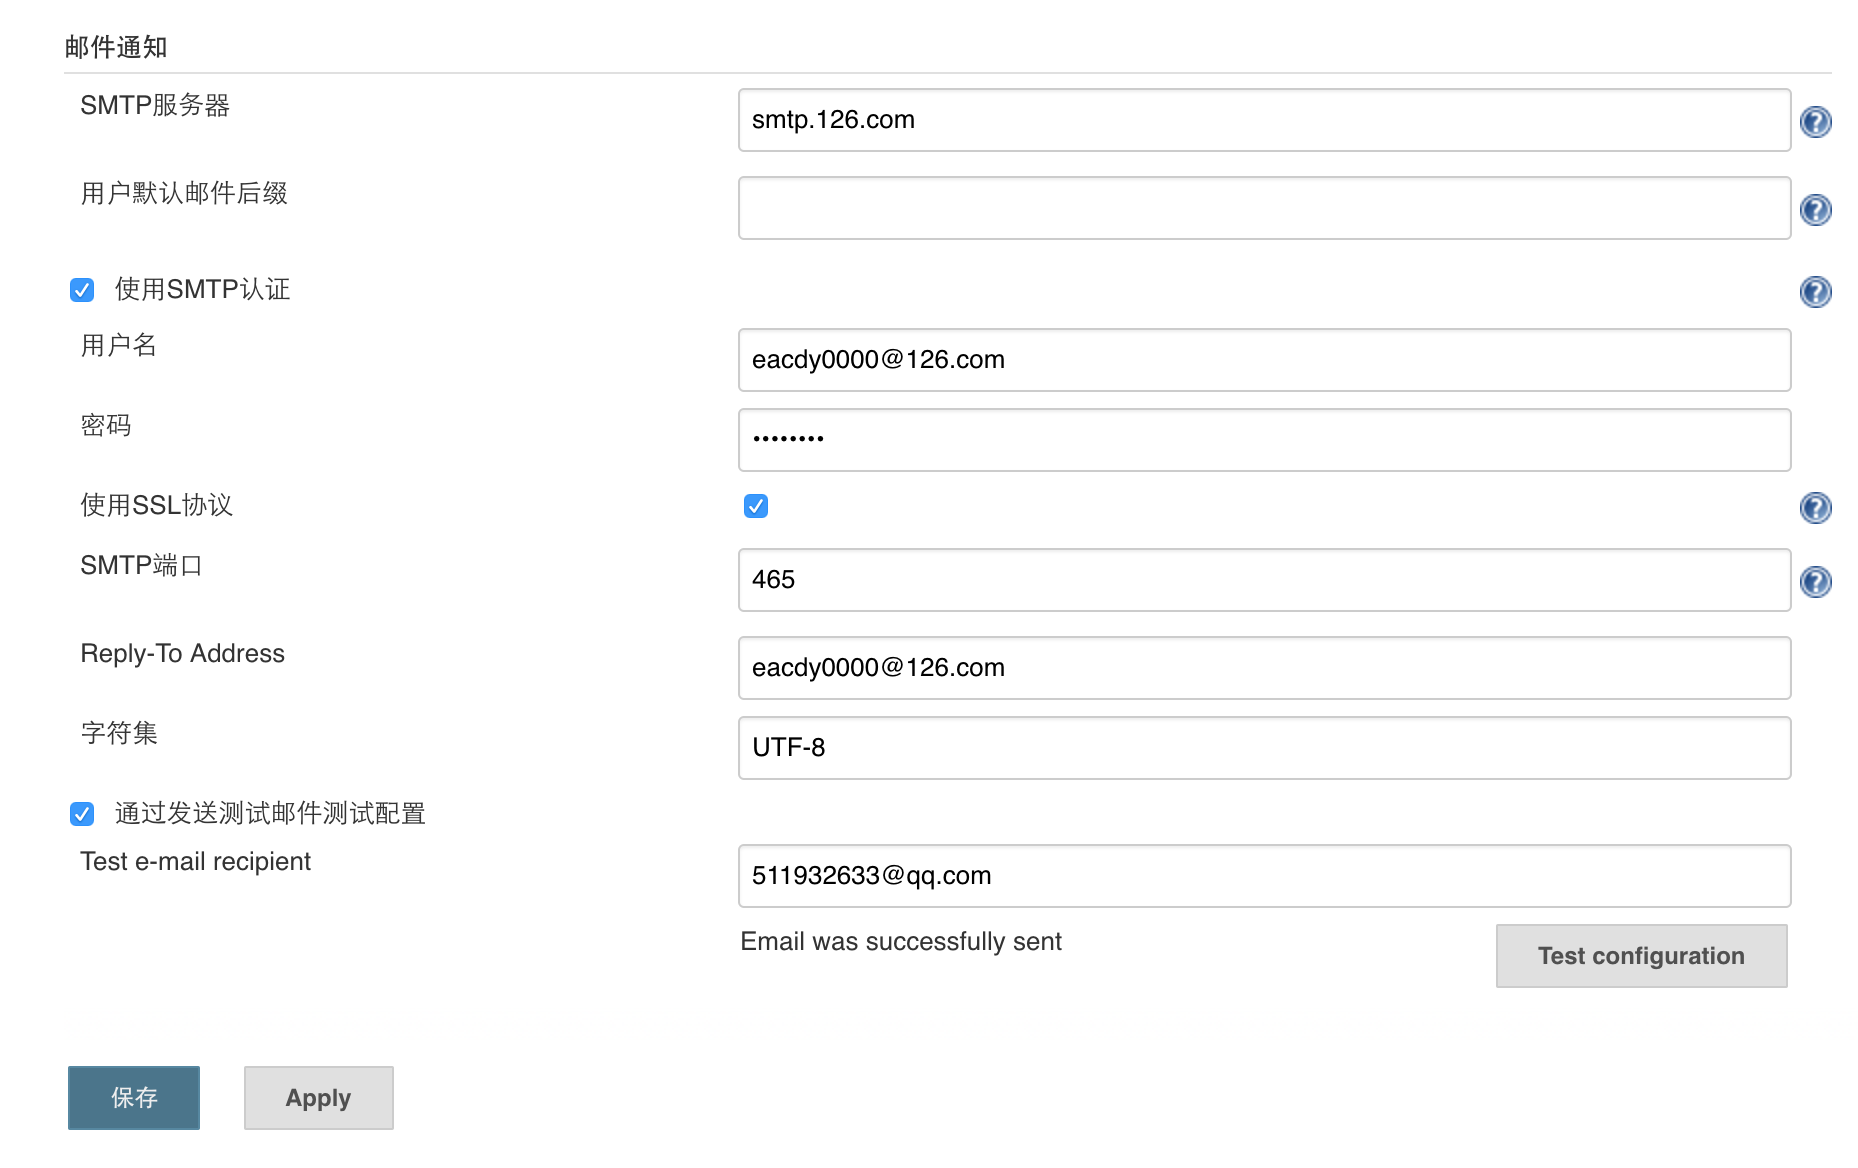 邮件通知
SMTP服务器
smtp.126.com
用户默认邮件后缀
使用SMTP认证
用户名
eacdy0000@126.com
密码
••••••••
使用SSL协议
SMTP端口
465
Reply-To Address
eacdy0000@126.com
字符集
UTF-8
通过发送测试邮件测试配置
Test e-mail recipient
511932633@qq.com
Email was successfully sent
Test configuration
保存
Apply